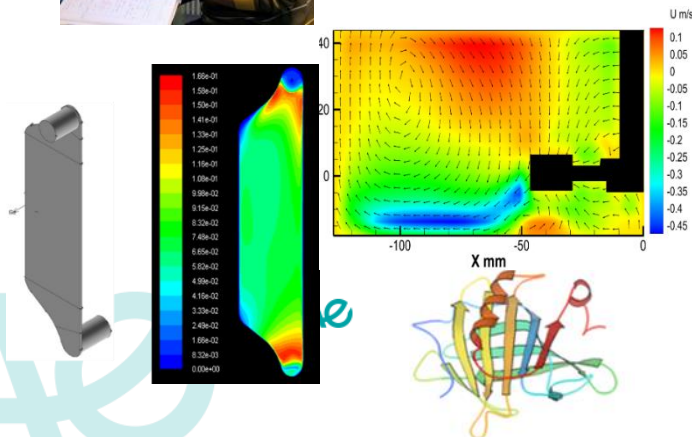 1.66e-01
1.58e-01
1.50e-01
1.41e-01
1.33e-01
1.25e-01
1.16e-01
1.08e-01
9.98e-02
9.15e-02
8.32e-02
7.48e-02
6.65e-02
5.82e-02
4.99e-02
4.16e-02
3.33e-02
2.49e-02
1.66e-02
8.32e-03
0.00e+00
U m/s
0.1
0.05
0
-0.05
-0.1
-0.15
-0.2
-0.25
-0.3
-0.35
-0.4
-0.45
40
20
0
-100
-50
0
X mm